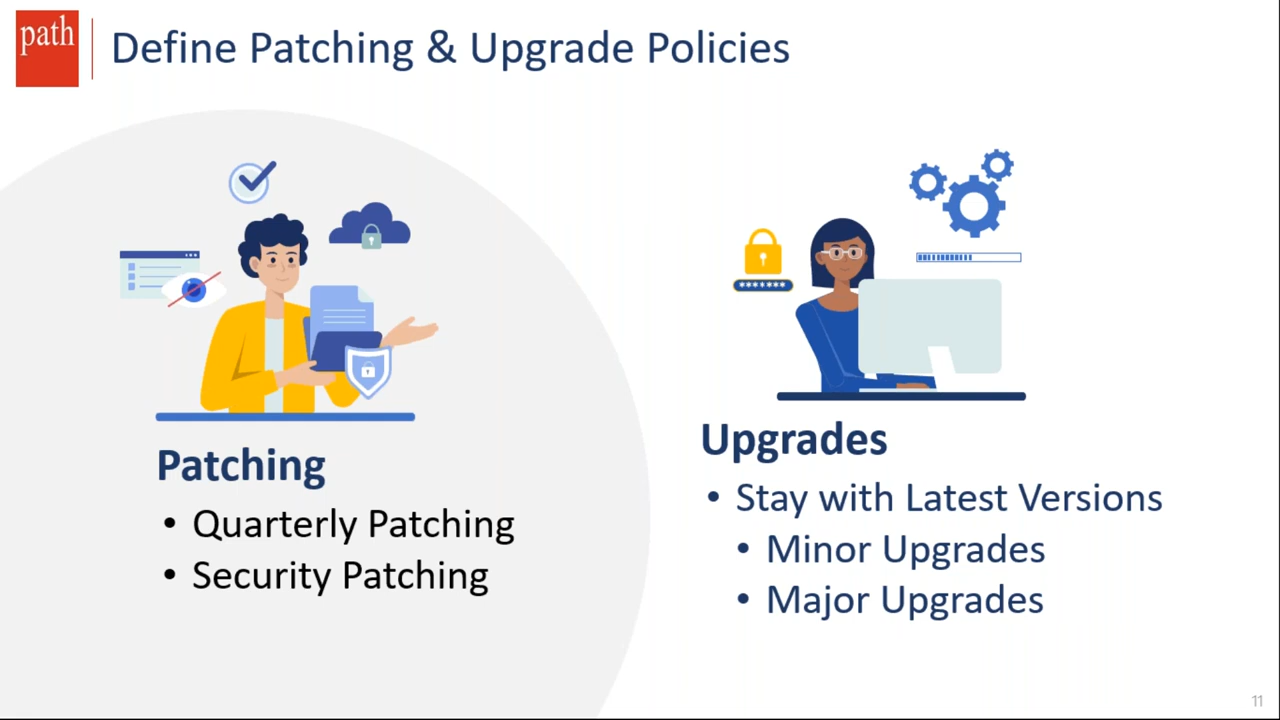 path
Define Patching & Upgrade Policies
*******
Patching
• Quarterly Patching
• Security Patching
Upgrades
• Stay with Latest Versions
• Minor Upgrades
• Major Upgrades
11